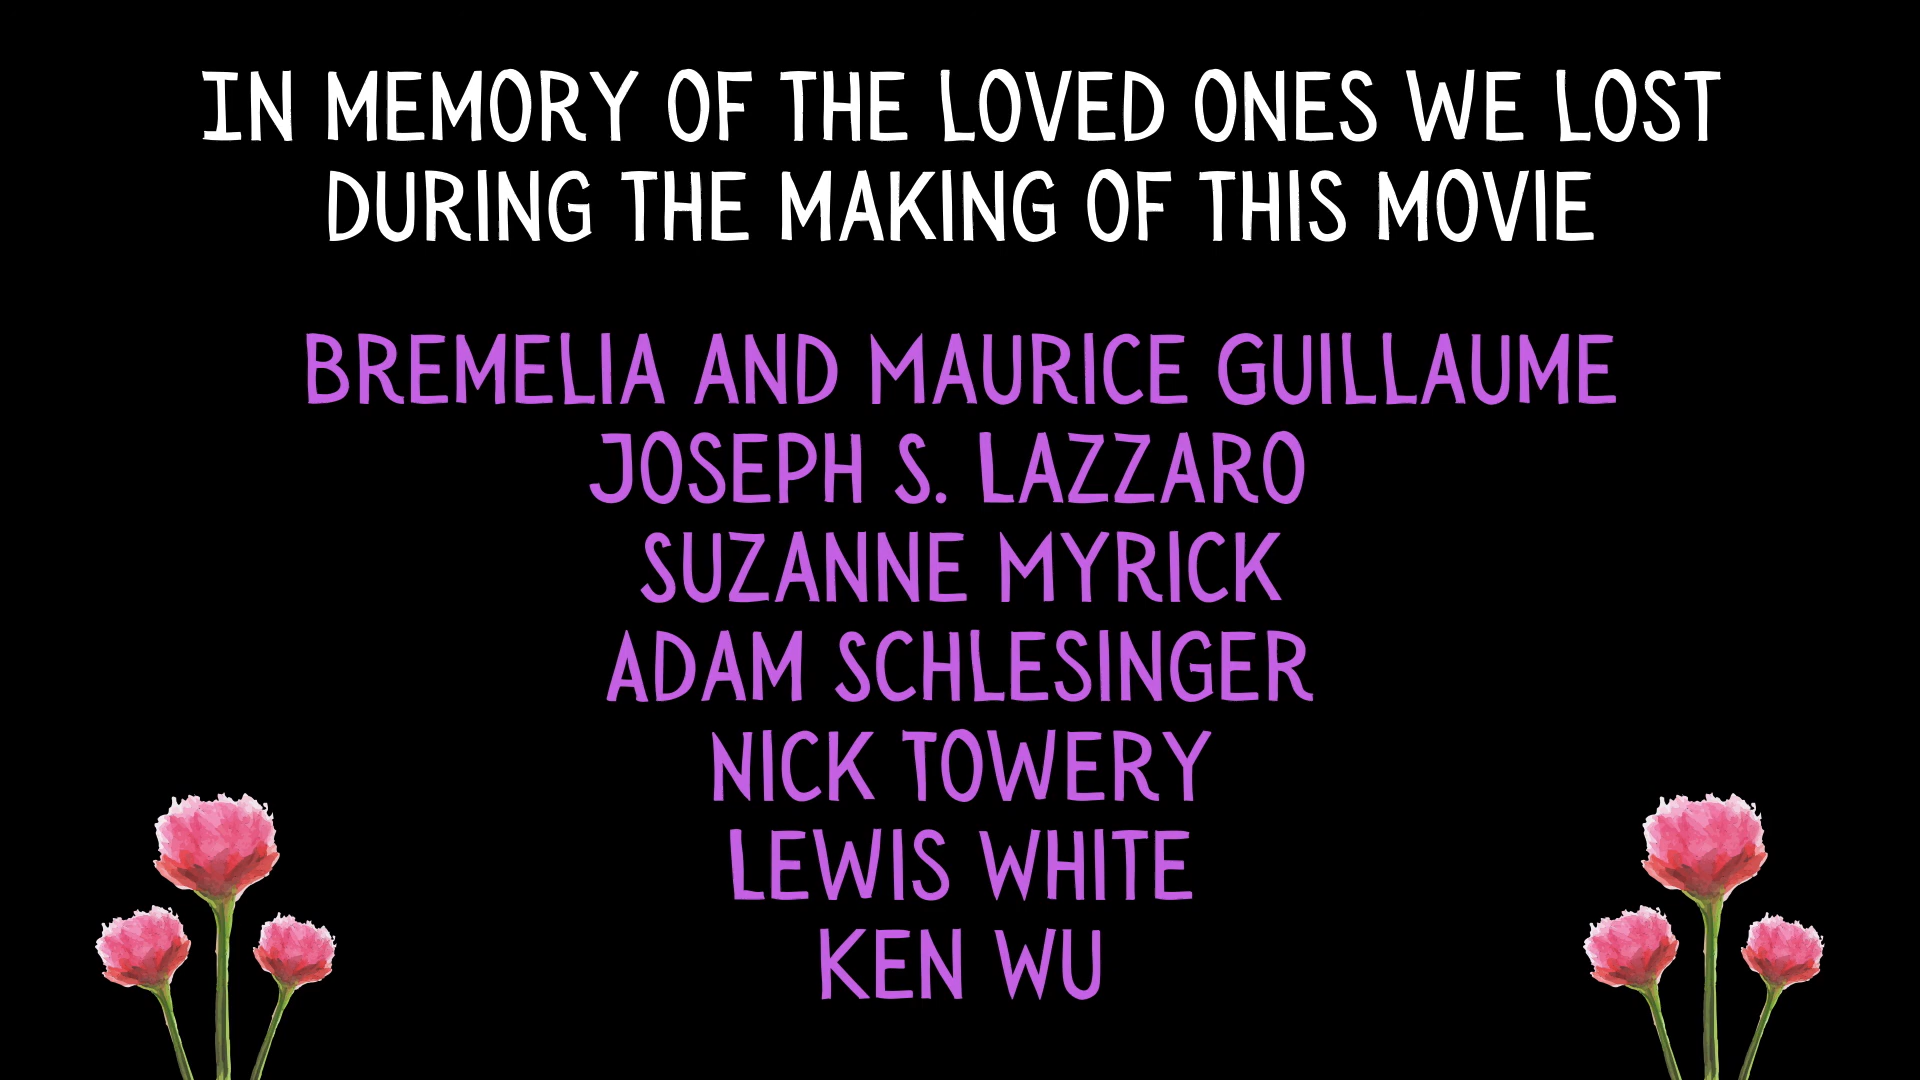 IN MEMORY OF THE LOVED ONES WE LOST
DURING THE MAKING OF THIS MOVIE
BREMELIA AND MAURICE GUILLAUME
JOSEPH S. LAZZARO
SUZANNE MYRICK
ADAM SCHLESINGER
NICK TOWERY
LEWIS WHITE
KEN WU